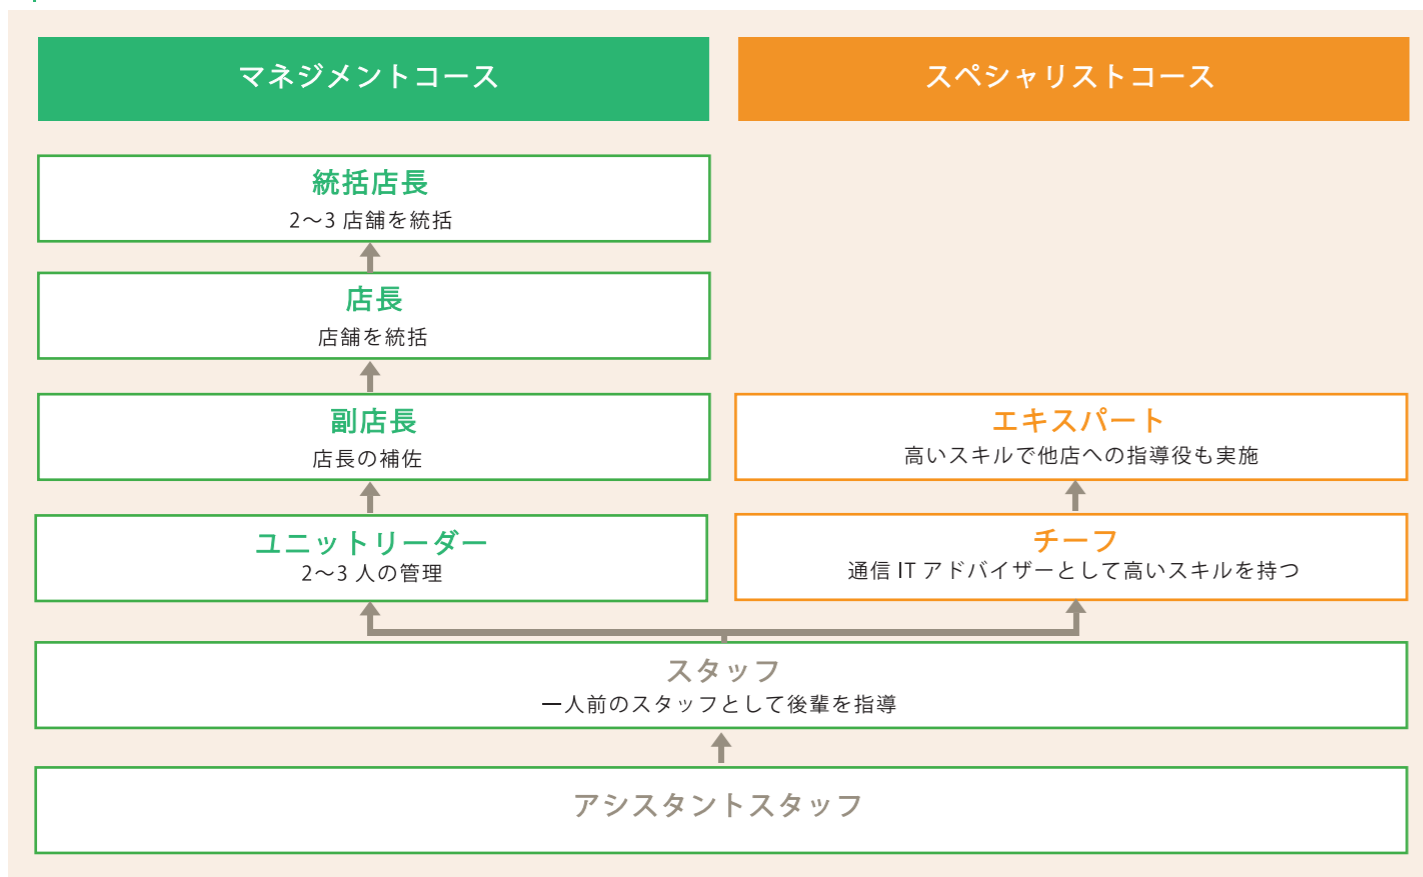 マネジメントコース
スペシャリストコース
統括店長
2〜3 店舗を統括
店長
店舗を統括
副店長
店長の補佐
エキスパート
高いスキルで他店への指導役も実施
ユニットリーダー
2〜3 人の管理
チーフ
通信 IT アドバイザーとして高いスキルを持つ
スタッフ
一人前のスタッフとして後輩を指導
アシスタントスタッフ